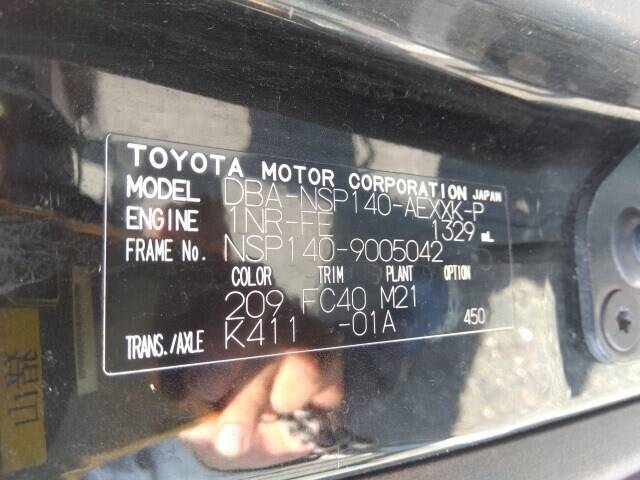 TOYOTA MOTOR CORPORATION JAPAN
MODEL DBA-NSP140-AEXXK-P
ENGINE 1NR-FE 1329 mL
FRAME No. NSP140-9005042
COLOR TRIM PLANT OPTION
209 FC40 M21
TRANS./AXLE K411 -01A 450